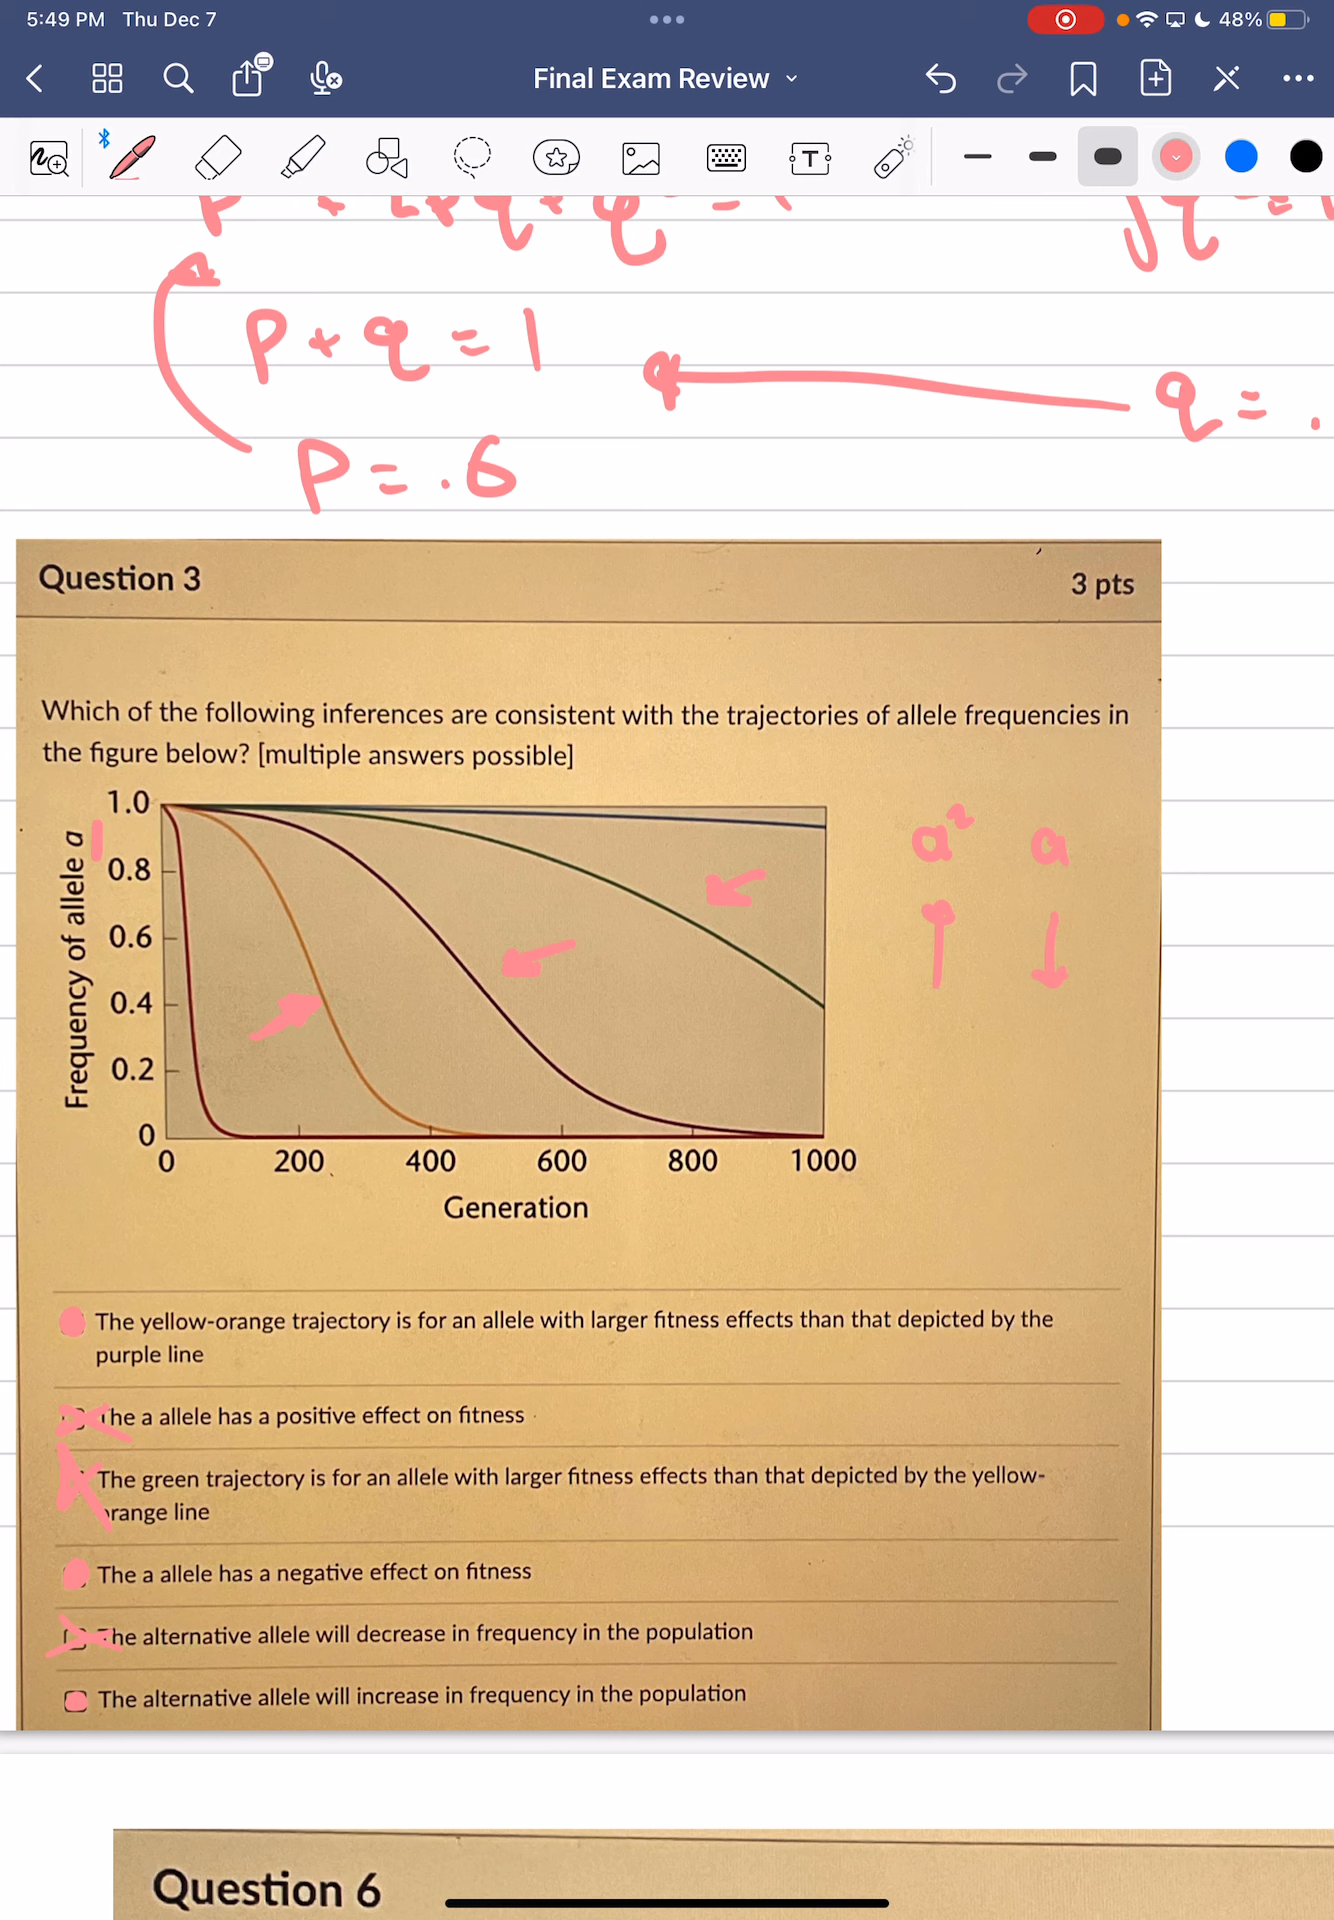 5:49 PM Thu Dec 7
48%
Final Exam Review
T
p + q = 1
q = .
P = .6
Question 3
3 pts
Which of the following inferences are consistent with the trajectories of allele frequencies in
the figure below? [multiple answers possible]
Frequency of allele a
1.0
0.8
0.6
0.4
0.2
0
0 200 400 600 800 1000
Generation
a² a
The yellow-orange trajectory is for an allele with larger fitness effects than that depicted by the
purple line
The a allele has a positive effect on fitness
The green trajectory is for an allele with larger fitness effects than that depicted by the yellow-
orange line
The a allele has a negative effect on fitness
The alternative allele will decrease in frequency in the population
The alternative allele will increase in frequency in the population
Question 6